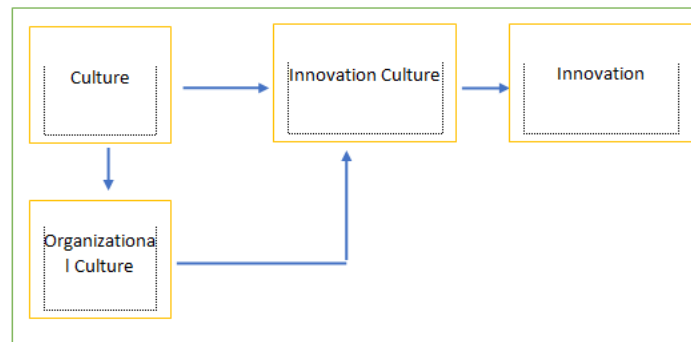 Culture
Innovation Culture
Innovation
Organizationa
l Culture